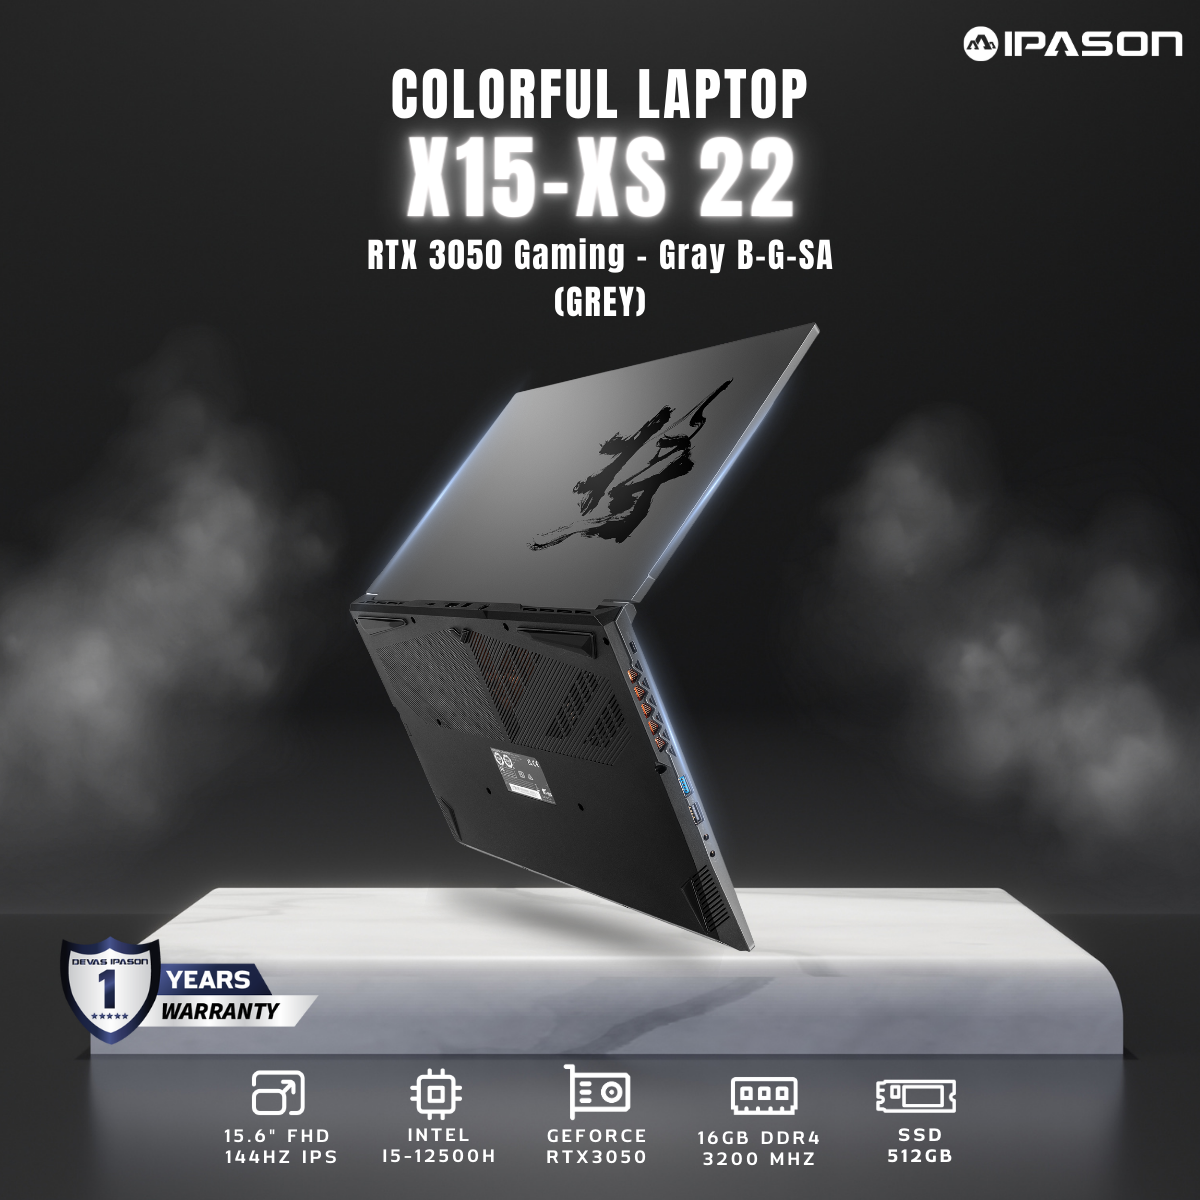 IPASON
COLORFUL LAPTOP
X15-XS 22
RTX 3050 Gaming - Gray B-G-SA
(GREY)
DEVAS IPASON
1
YEARS
WARRANTY
15.6" FHD
144HZ IPS
INTEL
I5-12500H
GEFORCE
RTX3050
16GB DDR4
3200 MHZ
SSD
512GB